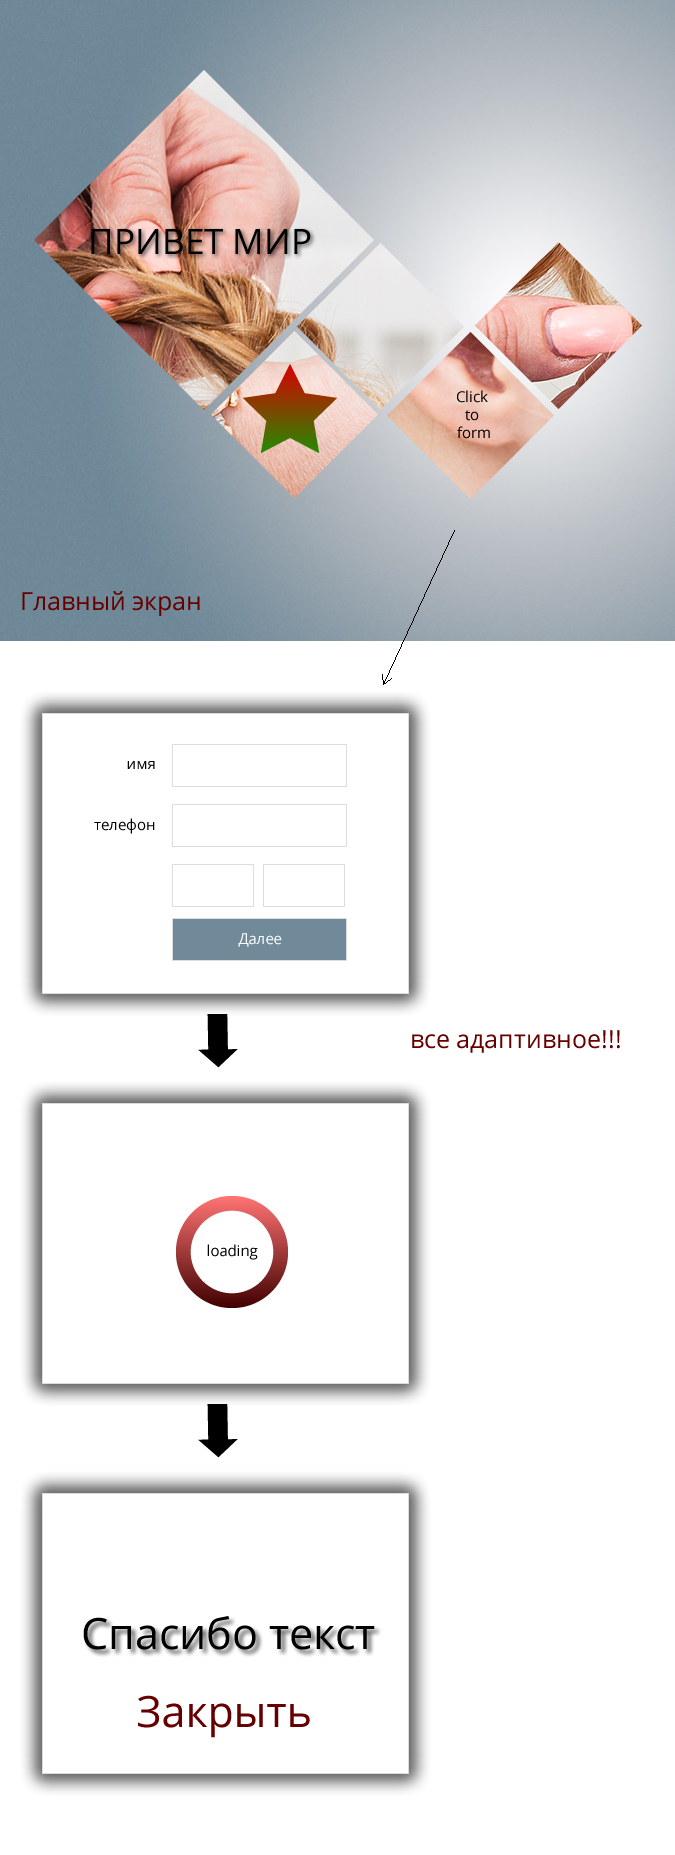 ПРИВЕТ МИР
Click
to
form
Главный экран
имя
телефон
Далее
все адаптивное!!!
loading
Спасибо текст
Закрыть